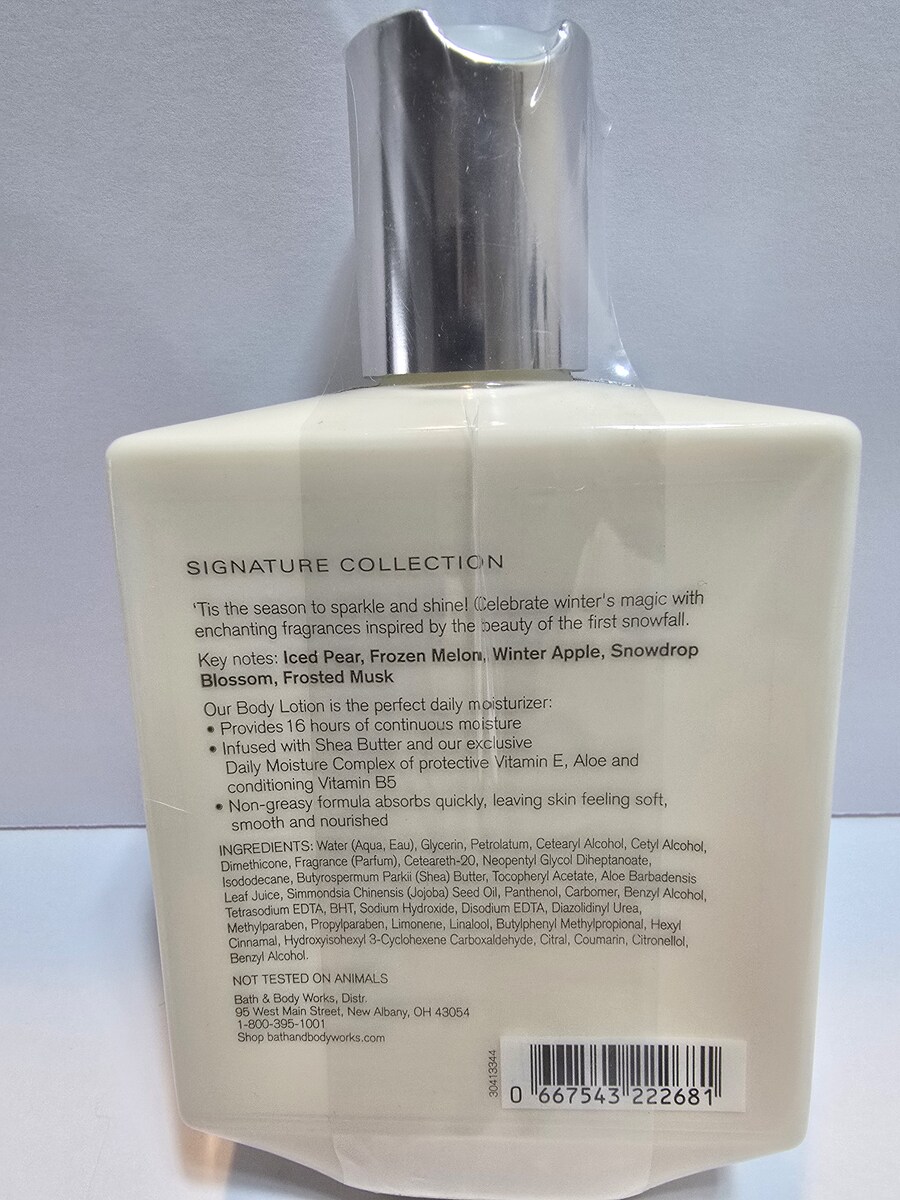 SIGNATURE COLLECTION
'Tis the season to sparkle and shine! Celebrate winter's magic with
enchanting fragrances inspired by the beauty of the first snowfall.
Key notes: Iced Pear, Frozen Melon, Winter Apple, Snowdrop
Blossom, Frosted Musk
Our Body Lotion is the perfect daily moisturizer:
• Provides 16 hours of continuous moisture
• Infused with Shea Butter and our exclusive
Daily Moisture Complex of protective Vitamin E, Aloe and
conditioning Vitamin B5
• Non-greasy formula absorbs quickly, leaving skin feeling soft,
smooth and nourished
INGREDIENTS: Water (Aqua, Eau), Glycerin, Petrolatum, Cetearyl Alcohol, Cetyl Alcohol,
Dimethicone, Fragrance (Parfum), Ceteareth-20, Neopentyl Glycol Diheptanoate,
Isododecane, Butyrospermum Parkii (Shea) Butter, Tocopheryl Acetate, Aloe Barbadensis
Leaf Juice, Simmondsia Chinensis (Jojoba) Seed Oil, Panthenol, Carbomer, Benzyl Alcohol,
Tetrasodium EDTA, BHT, Sodium Hydroxide, Disodium EDTA, Diazolidinyl Urea,
Methylparaben, Propylparaben, Limonene, Linalool, Butylphenyl Methylpropional, Hexyl
Cinnamal, Hydroxyisohexyl 3-Cyclohexene Carboxaldehyde, Citral, Coumarin, Citronellol,
Benzyl Alcohol.
NOT TESTED ON ANIMALS
Bath & Body Works, Distr.
95 West Main Street, New Albany, OH 43054
1-800-395-1001
Shop bathandbodyworks.com
30413344
0 667543 222681